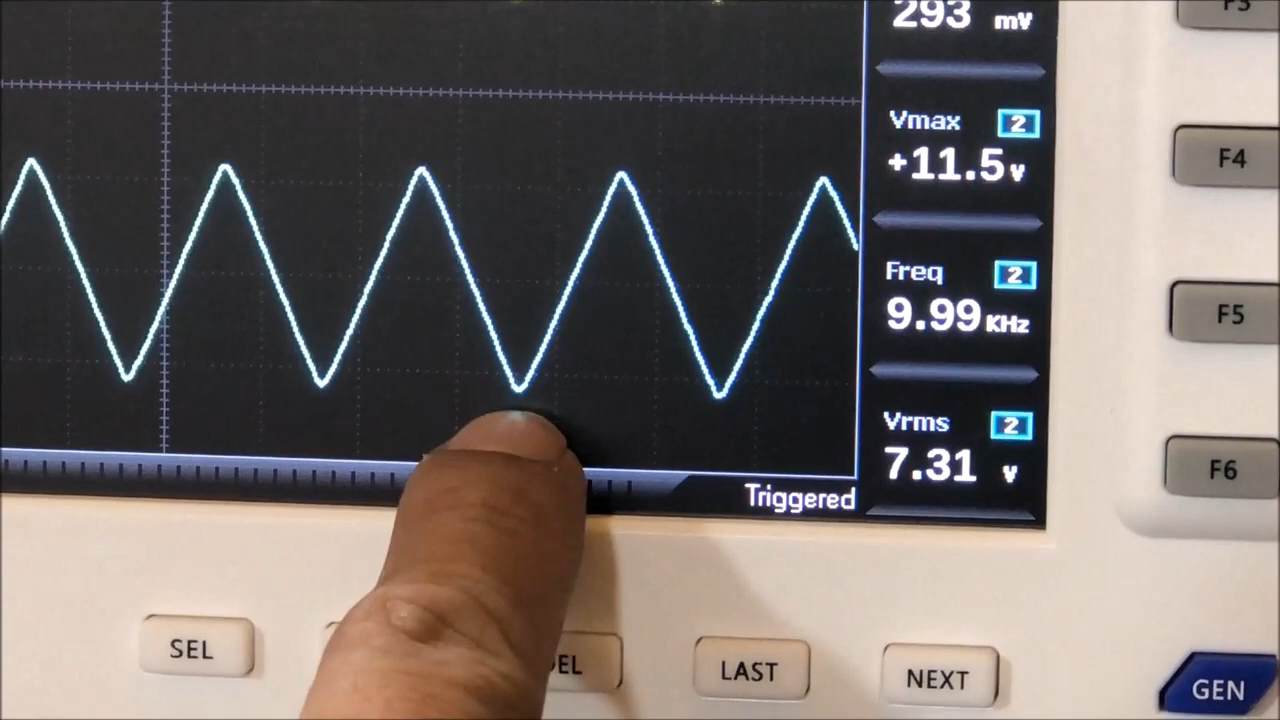 293 mV
Vmax 2
+11.5 v
Freq 2
9.99 KHz
Vrms 2
7.31 v
Triggered
F4
F5
F6
SEL
LAST
NEXT
GEN